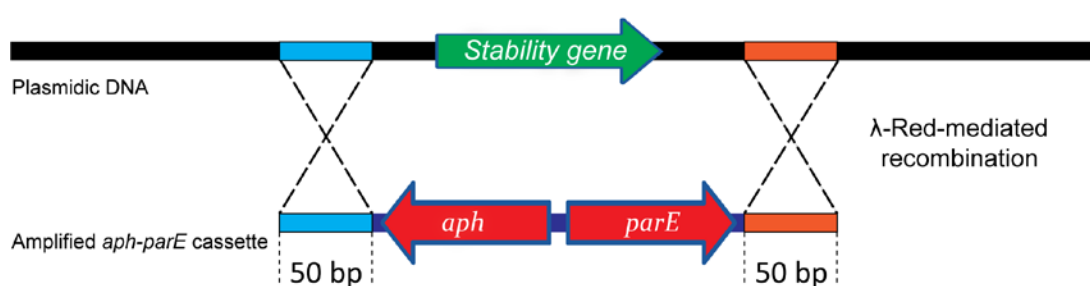 Stability gene
Plasmidic DNA
λ-Red-mediated
recombination
aph
parE
Amplified aph-parE cassette
50 bp
50 bp